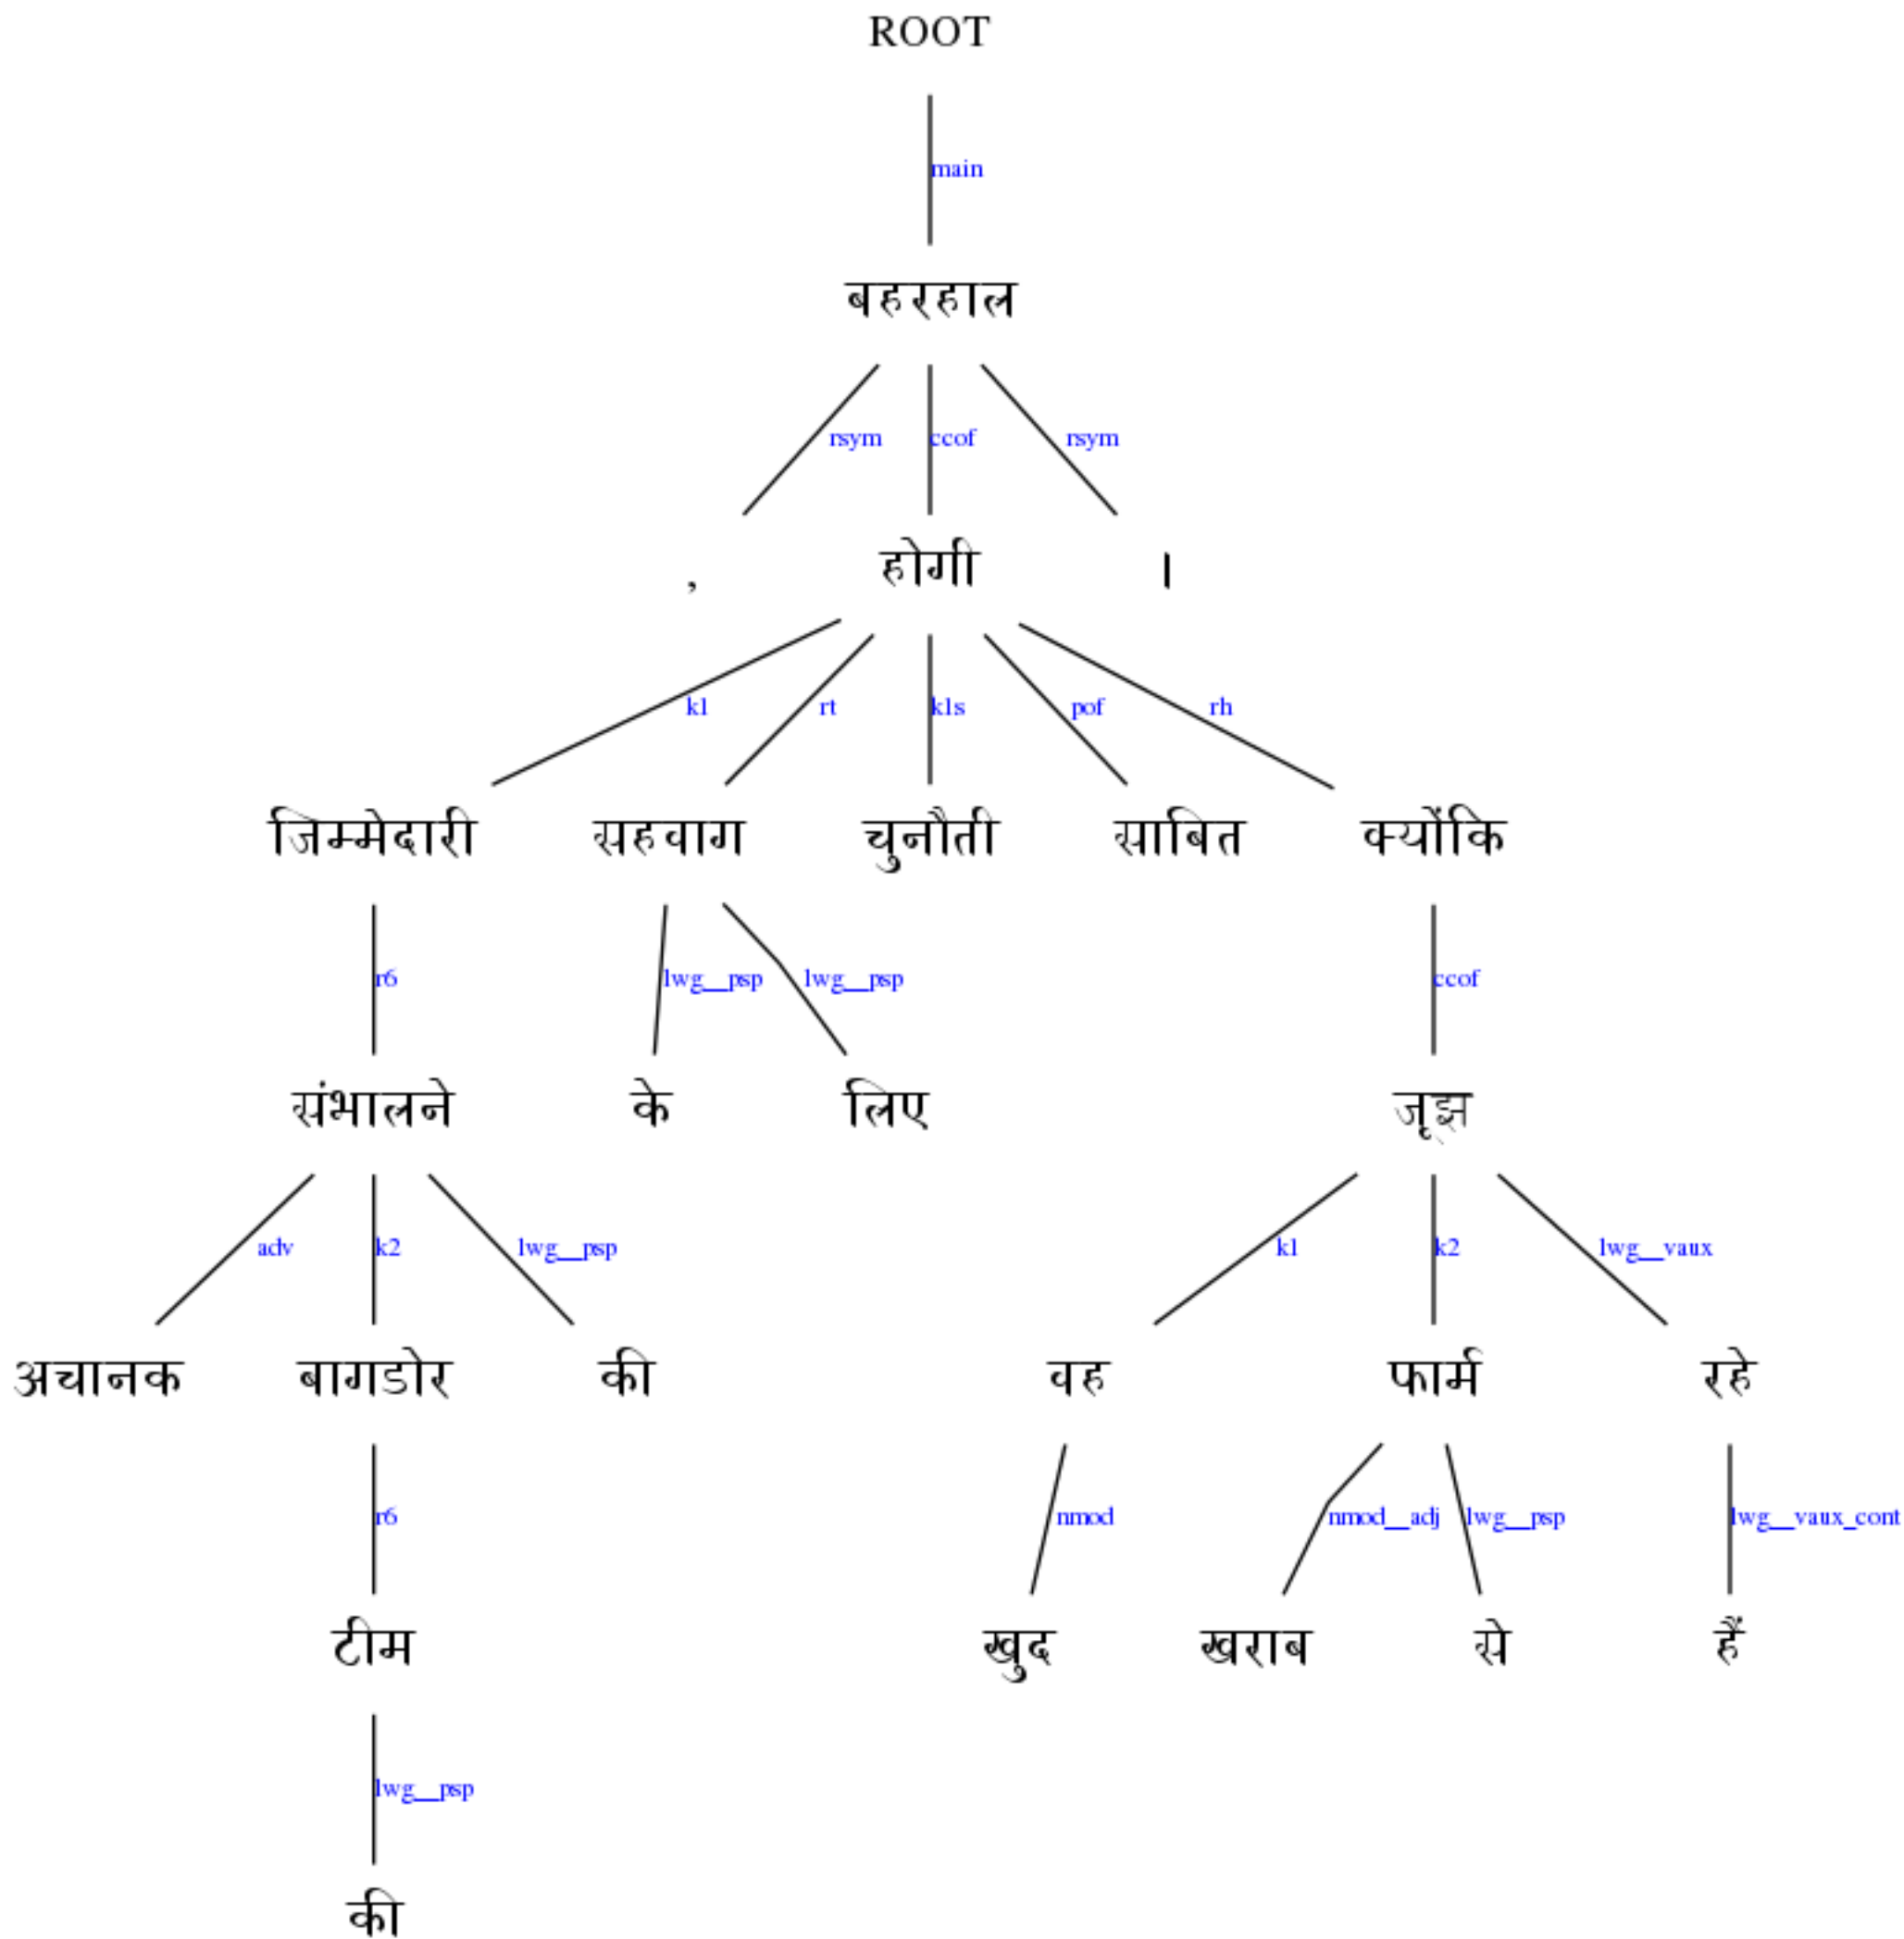 ROOT
main
बहरहाल
rsym ccof rsym
, होगी ।
k1 rt k1s pof rh
जिम्मेदारी सहवाग चुनौती साबित क्योंकि
r6 lwg__psp lwg__psp ccof
संभालने के लिए जूझ
adv k2 lwg__psp k1 k2 lwg__vaux
अचानक बागडोर की वह फार्म रहे
r6 nmod nmod__adj lwg__psp lwg__vaux_cont
टीम खुद खराब से हैं
lwg__psp
की